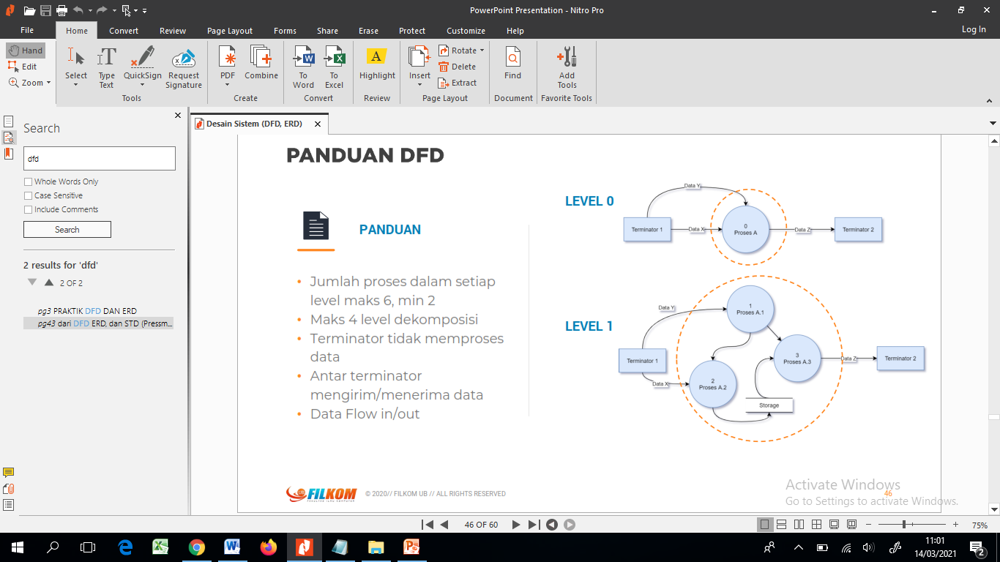 PowerPoint Presentation - Nitro Pro
File
Home
Convert
Review
Page Layout
Forms
Share
Erase
Protect
Customize
Help
Log In
Hand
Edit
Zoom
Select
Type
Text
QuickSign
Request
Signature
Tools
PDF
Combine
Create
To
Word
To
Excel
Convert
Highlight
Review
Insert
Rotate
Delete
Extract
Page Layout
Find
Document
Add
Tools
Favorite Tools
Search
dfd
Whole Words Only
Case Sensitive
Include Comments
Search
2 results for 'dfd'
2 OF 2
pg3 PRAKTIK DFD DAN ERD
pg43 dari DFD ERD, dan STD (Pressm...
Desain Sistem (DFD, ERD)
PANDUAN DFD
PANDUAN
• Jumlah proses dalam setiap
level maks 6, min 2
• Maks 4 level dekomposisi
• Terminator tidak memproses
data
• Antar terminator
mengirim/menerima data
• Data Flow in/out
LEVEL 0
Data Y
Terminator 1
Data X
0
Proses A
Data Z
Terminator 2
LEVEL 1
Data Y
1
Proses A.1
Terminator 1
3
Proses A.3
Data Z
Terminator 2
Data X
2
Proses A.2
Storage
FILKOM
© 2020// FILKOM UB // ALL RIGHTS RESERVED
46
Activate Windows
Go to Settings to activate Windows.
46 OF 60
75%
11:01
14/03/2021
2